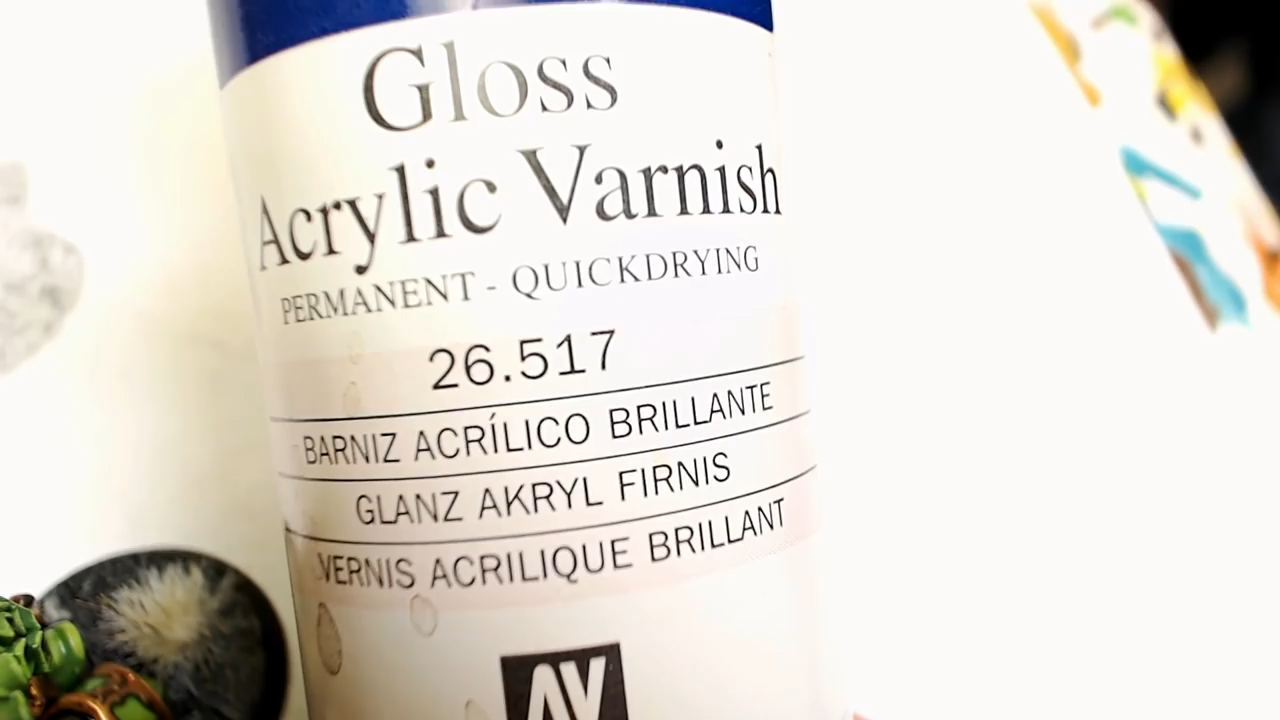 Gloss
Acrylic Varnish
PERMANENT - QUICKDRYING
26.517
BARNIZ ACRÍLICO BRILLANTE
GLANZ AKRYL FIRNIS
VERNIS ACRILIQUE BRILLANT
AV